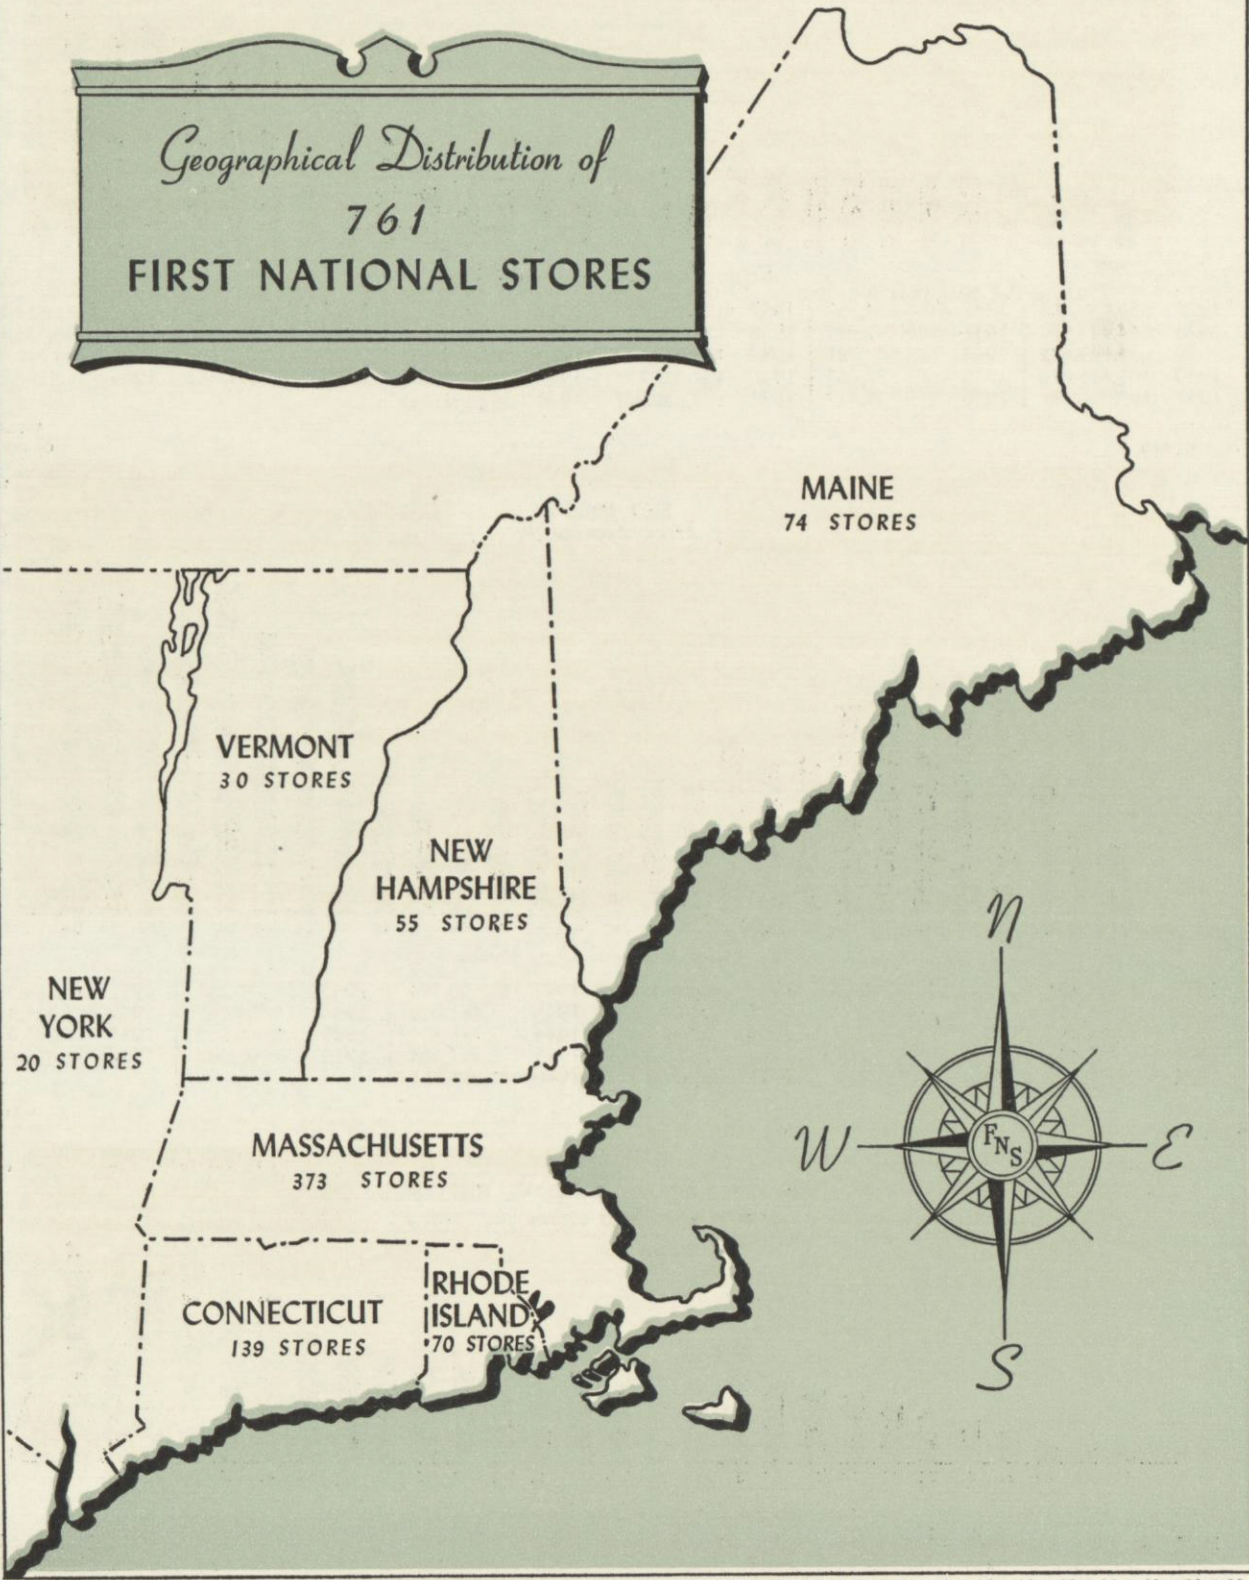 Geographical Distribution of
761
FIRST NATIONAL STORES
MAINE
74 STORES
VERMONT
30 STORES
NEW
HAMPSHIRE
55 STORES
NEW
YORK
20 STORES
MASSACHUSETTS
373 STORES
CONNECTICUT
139 STORES
RHODE
ISLAND
70 STORES
N
W
FNS
E
S